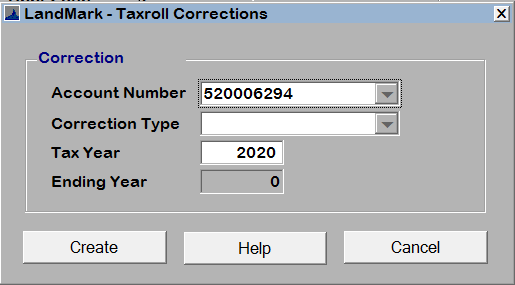 LandMark - Taxroll Corrections
Correction
Account Number 520006294
Correction Type
Tax Year 2020
Ending Year 0
Create Help Cancel